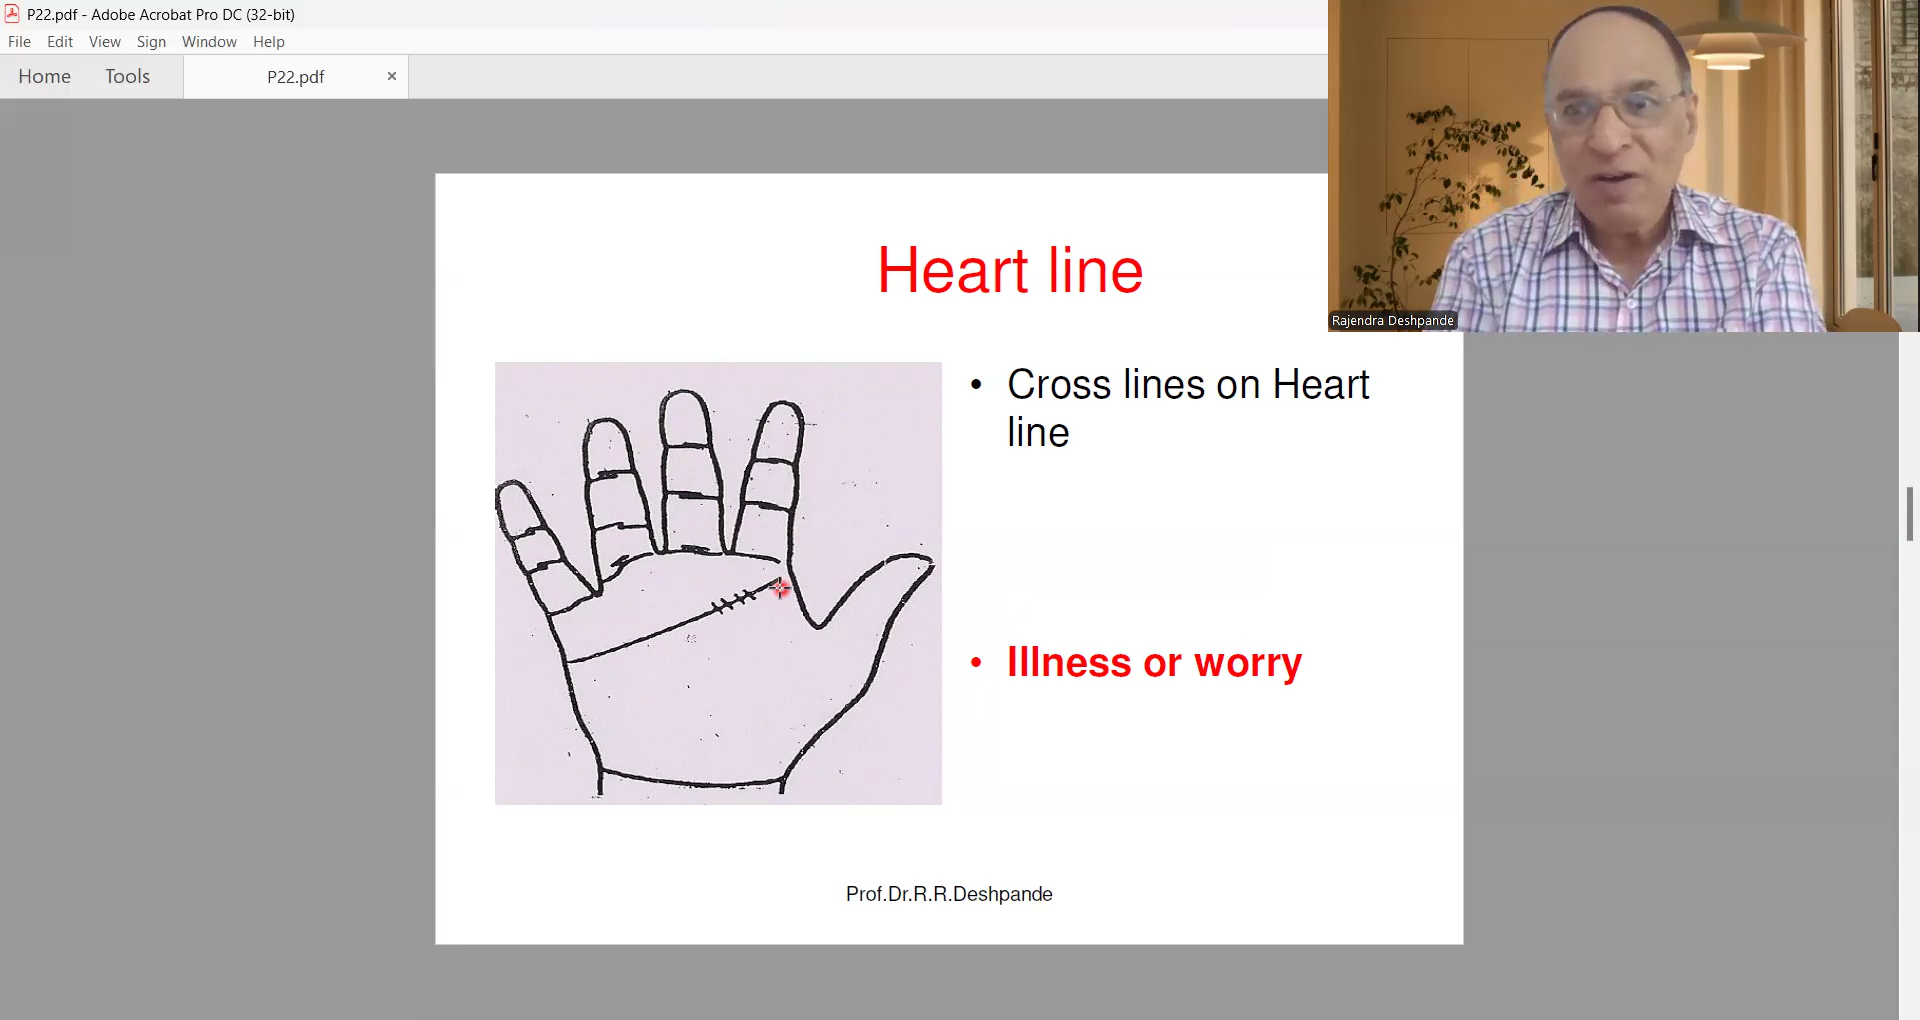 P22.pdf - Adobe Acrobat Pro DC (32-bit)
File Edit View Sign Window Help
Home Tools P22.pdf ×
Rajendra Deshpande
Heart line
• Cross lines on Heart
line
• Illness or worry
Prof.Dr.R.R.Deshpande